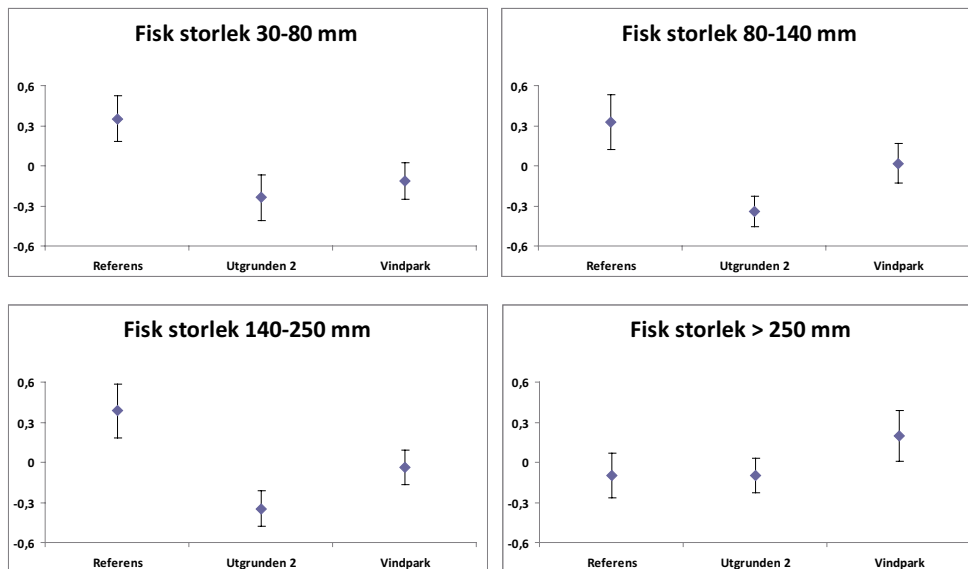 Fisk storlek 30-80 mm
0,6
0,3
0
-0,3
-0,6
Referens Utgrunden 2 Vindpark
Fisk storlek 80-140 mm
0,6
0,3
0
-0,3
-0,6
Referens Utgrunden 2 Vindpark
Fisk storlek 140-250 mm
0,6
0,3
0
-0,3
-0,6
Referens Utgrunden 2 Vindpark
Fisk storlek > 250 mm
0,6
0,3
0
-0,3
-0,6
Referens Utgrunden 2 Vindpark